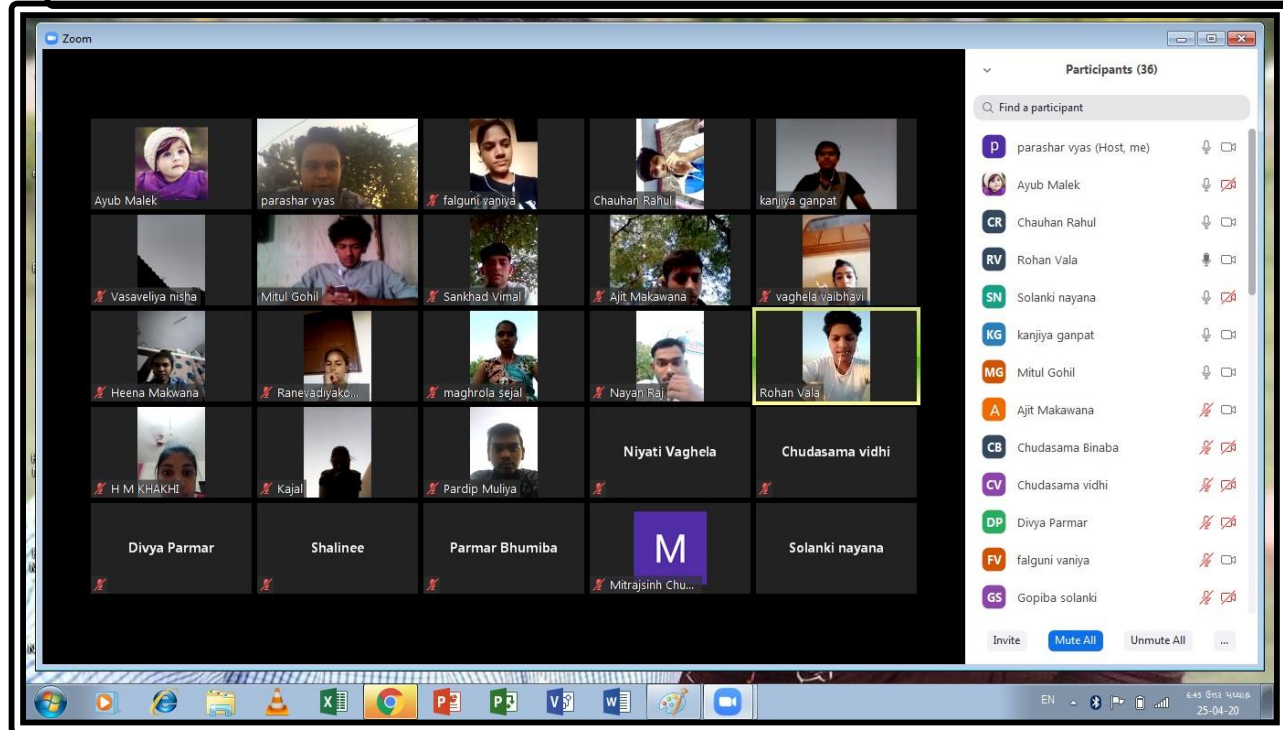 Zoom
Ayub Malek
parashar vyas
falguni vaniya
Chauhan Rahul
kanjiya ganpat
Vasaveliya nisha
Mitul Gohil
Sankhad Vimal
Ajit Makawana
vaghela vaibhavi
Heena Makwana
Ranevadiyako...
maghrola sejal
Nayan Raj
Rohan Vala
H M KHAKHI
Kajal
Pardip Muliya
Niyati Vaghela
Chudasama vidhi
Divya Parmar
Shalinee
Parmar Bhumiba
M
Mitrajsinh Chu...
Solanki nayana
Participants (36)
Find a participant
p parashar vyas (Host, me)
Ayub Malek
CR Chauhan Rahul
RV Rohan Vala
SN Solanki nayana
KG kanjiya ganpat
MG Mitul Gohil
A Ajit Makawana
CB Chudasama Binaba
CV Chudasama vidhi
DP Divya Parmar
FV falguni vaniya
GS Gopiba solanki
Invite Mute All Unmute All ...
EN
6:45
25-04-20